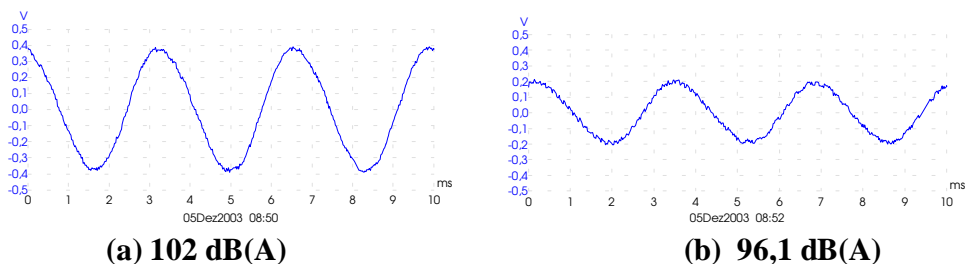 V
0,5
0,4
0,3
0,2
0,1
0,0
-0,1
-0,2
-0,3
-0,4
-0,5
0 1 2 3 4 5 6 7 8 9 10
ms
05Dez2003 08:50
(a) 102 dB(A)
V
0,5
0,4
0,3
0,2
0,1
0,0
-0,1
-0,2
-0,3
-0,4
-0,5
0 1 2 3 4 5 6 7 8 9 10
ms
05Dez2003 08:52
(b) 96,1 dB(A)